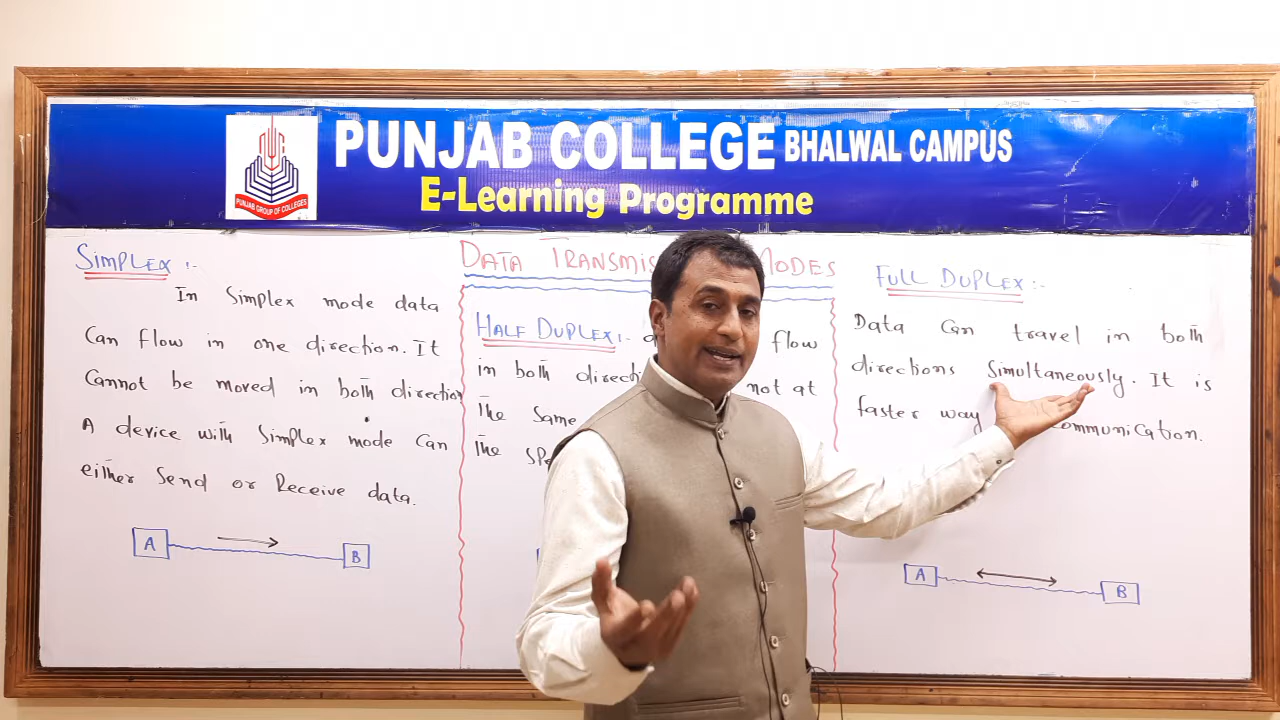 PUNJAB COLLEGE BHALWAL CAMPUS
E-Learning Programme
PUNJAB GROUP OF COLLEGES
DATA TRANSMIS MODES
SIMPLEX :-
In Simplex mode data
Can flow in one direction. It
Cannot be moved in both direction
A device with Simplex mode Can
either Send or Receive data.
A
B
HALF DUPLEX :- flow
in both direct not at
The Same
The
FULL DUPLEX :-
Data Can travel in both
directions Simultaneously. It is
faster way communication.
A
B